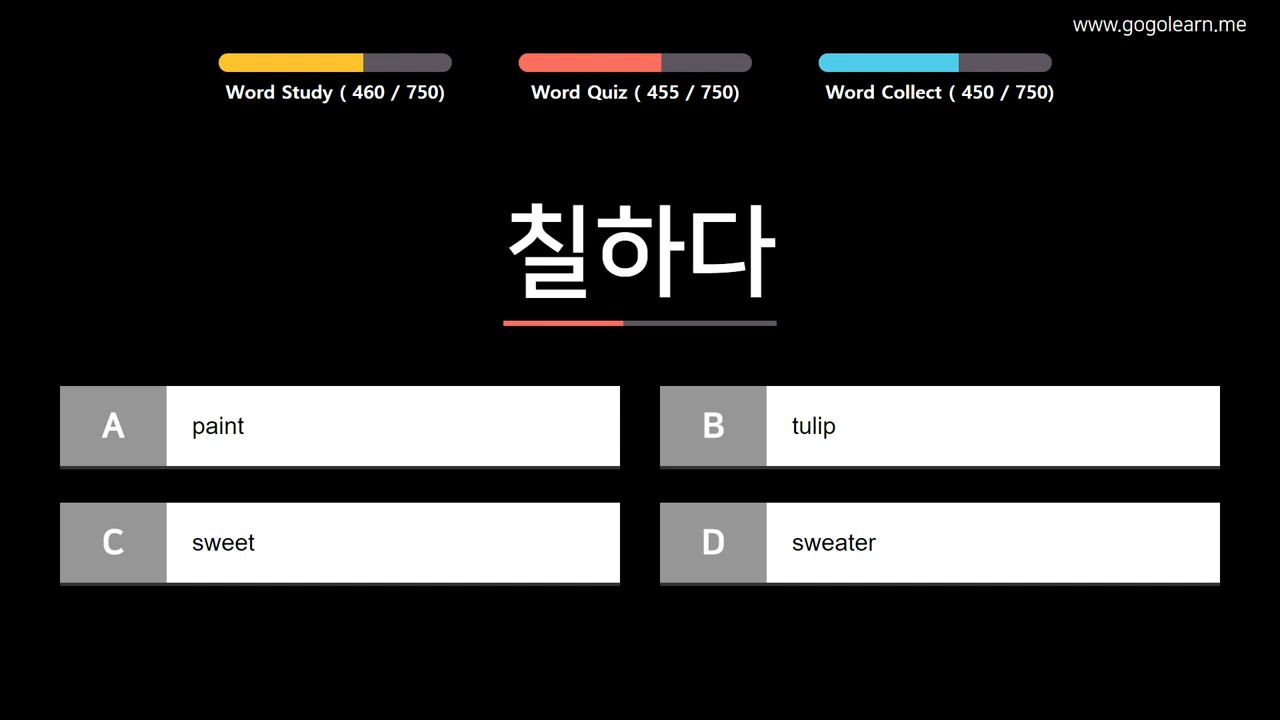 www.gogolearn.me
Word Study ( 460 / 750)
Word Quiz ( 455 / 750)
Word Collect ( 450 / 750)
칠하다
A paint
B tulip
C sweet
D sweater